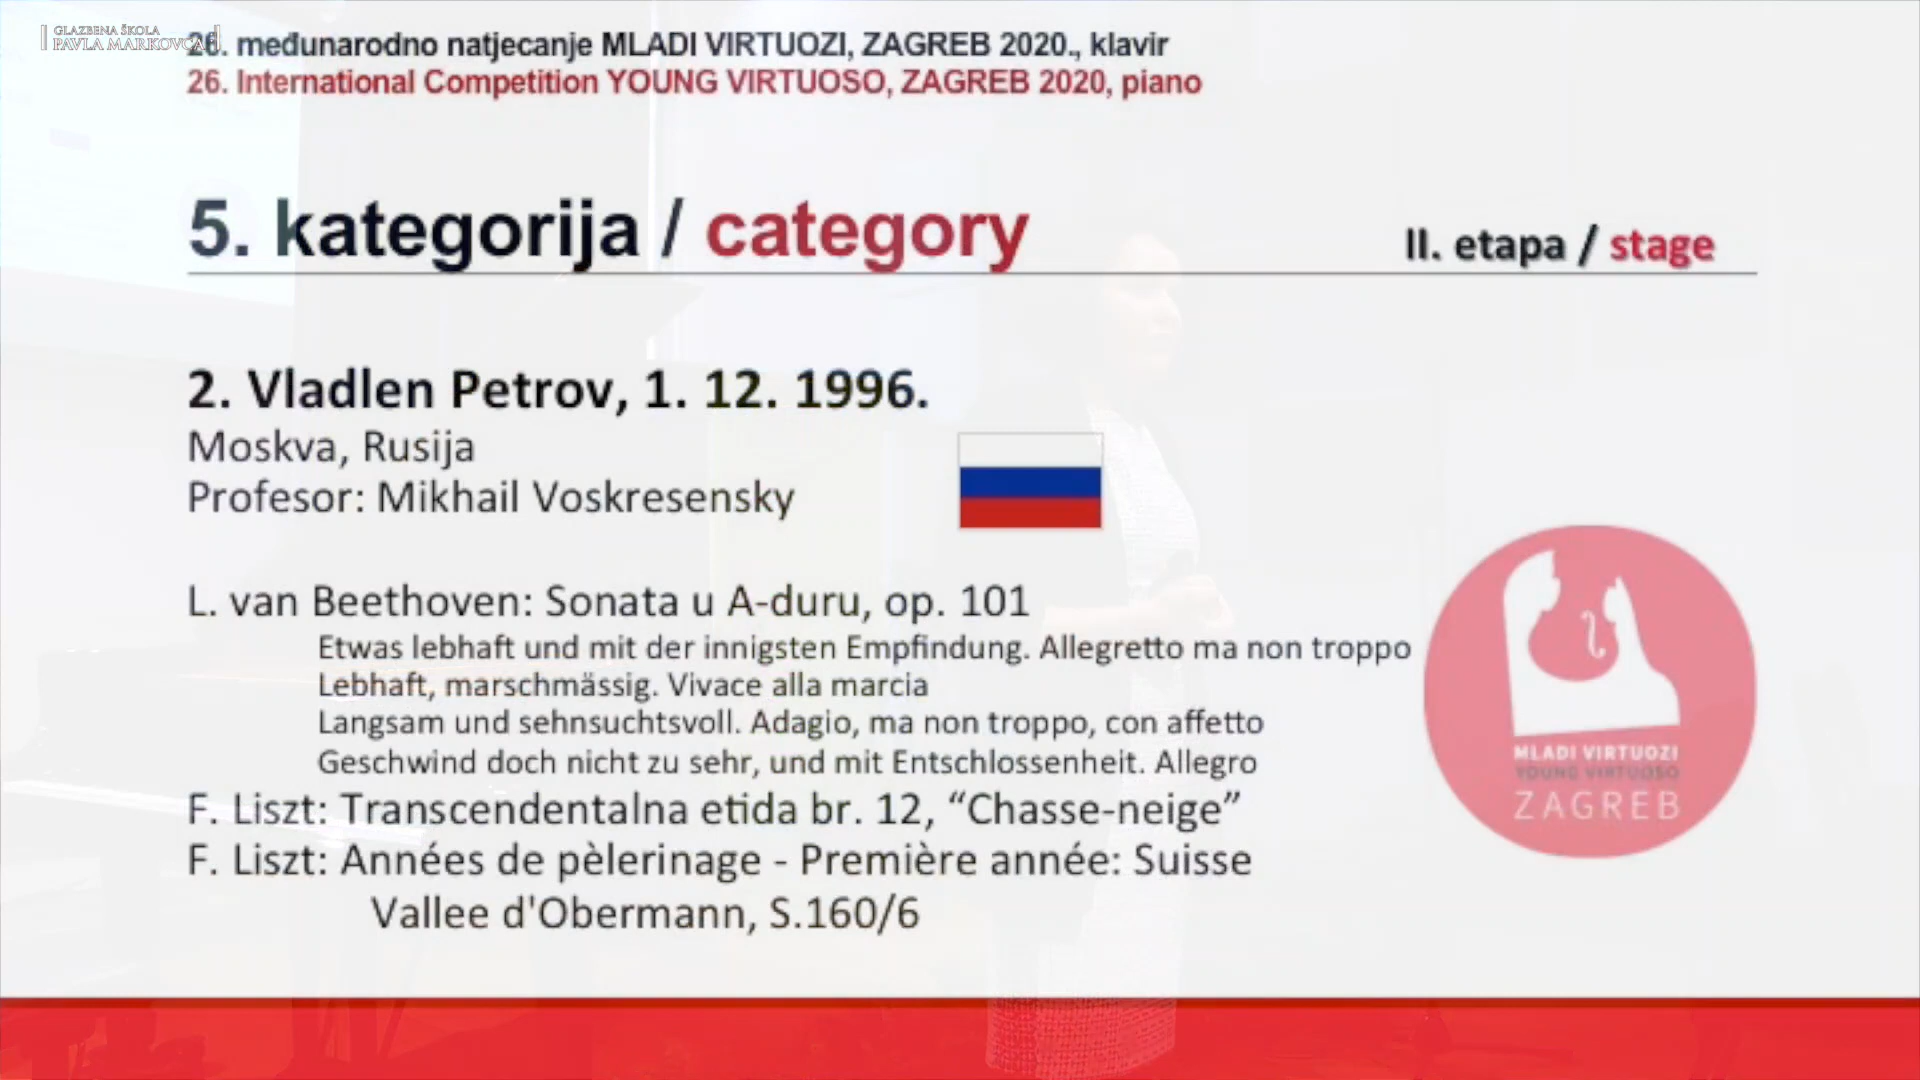 GLAZBENA ŠKOLA
PAVLA MARKOVCA
26. međunarodno natjecanje MLADI VIRTUOZI, ZAGREB 2020., klavir
26. International Competition YOUNG VIRTUOSO, ZAGREB 2020, piano
5. kategorija / category
II. etapa / stage
2. Vladlen Petrov, 1. 12. 1996.
Moskva, Rusija
Profesor: Mikhail Voskresensky
L. van Beethoven: Sonata u A-duru, op. 101
Etwas lebhaft und mit der innigsten Empfindung. Allegretto ma non troppo
Lebhaft, marschmässig. Vivace alla marcia
Langsam und sehnsuchtsvoll. Adagio, ma non troppo, con affetto
Geschwind doch nicht zu sehr, und mit Entschlossenheit. Allegro
F. Liszt: Transcendentalna etida br. 12, “Chasse-neige”
F. Liszt: Années de pèlerinage - Première année: Suisse
Vallee d'Obermann, S.160/6
MLADI VIRTUOZI
YOUNG VIRTUOSO
ZAGREB